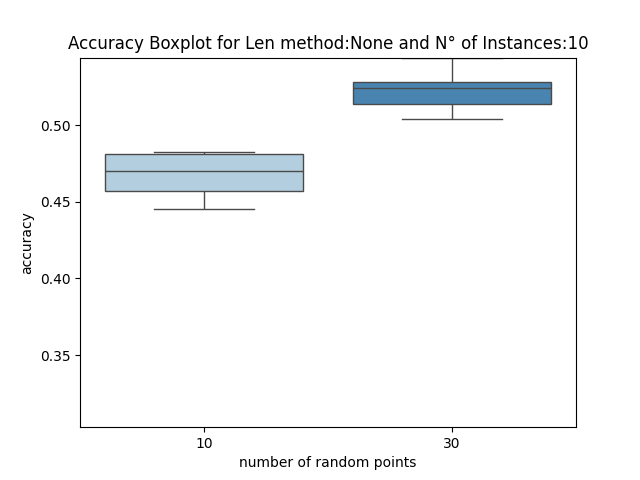 Accuracy Boxplot for Len method:None and N° of Instances:10
0.50
0.45
0.40
0.35
accuracy
10
30
number of random points